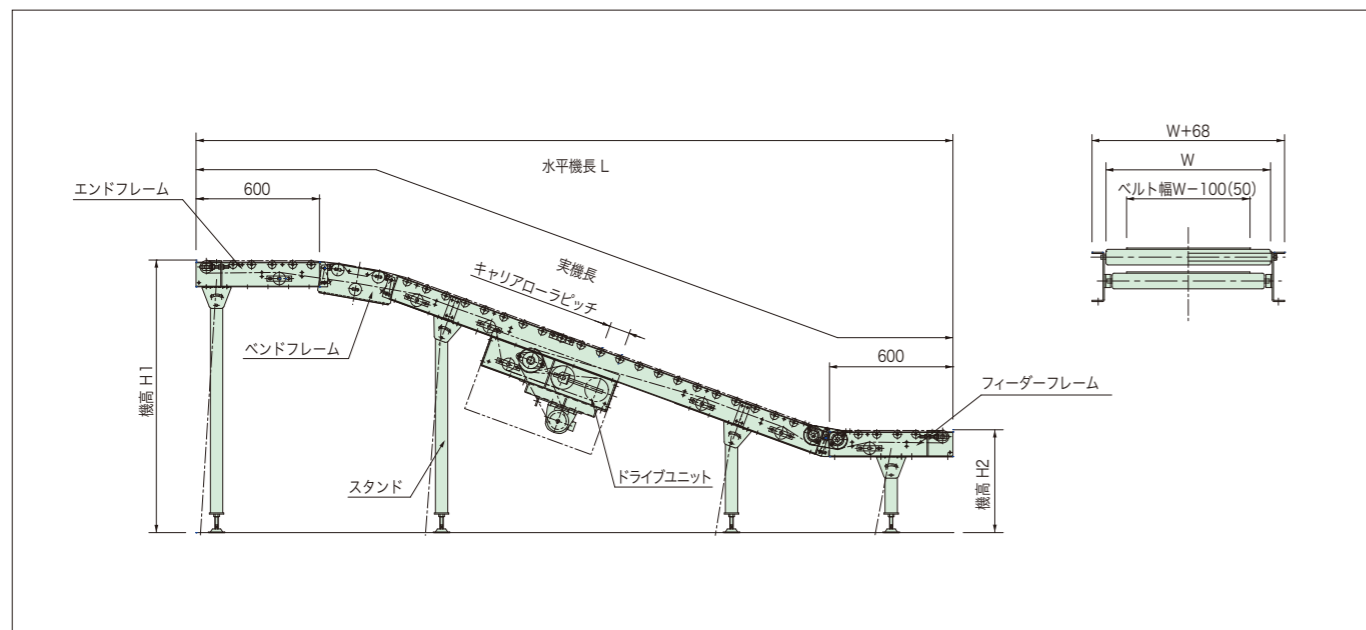 水平機長 L
エンドフレーム
600
実機長
キャリアローラピッチ
ベンドフレーム
機高 H1
スタンド
ドライブユニット
600
フィーダーフレーム
機高 H2
W+68
W
ベルト幅W−100(50)